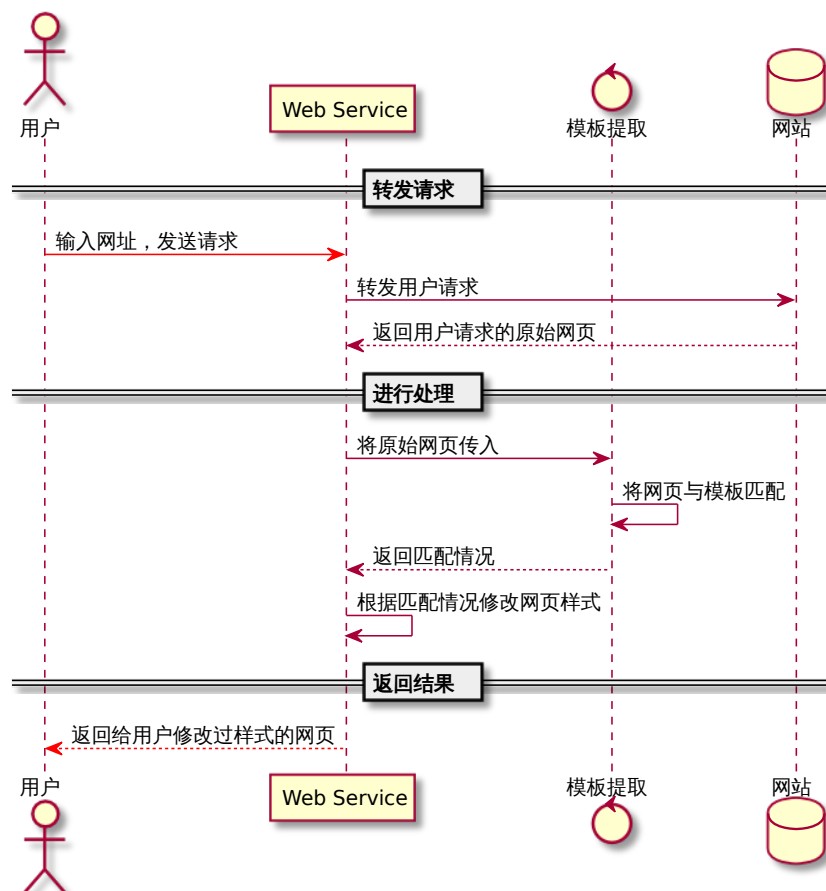 用户
Web Service
模板提取
网站
转发请求
输入网址，发送请求
转发用户请求
返回用户请求的原始网页
进行处理
将原始网页传入
将网页与模板匹配
返回匹配情况
根据匹配情况修改网页样式
返回结果
返回给用户修改过样式的网页
用户
Web Service
模板提取
网站